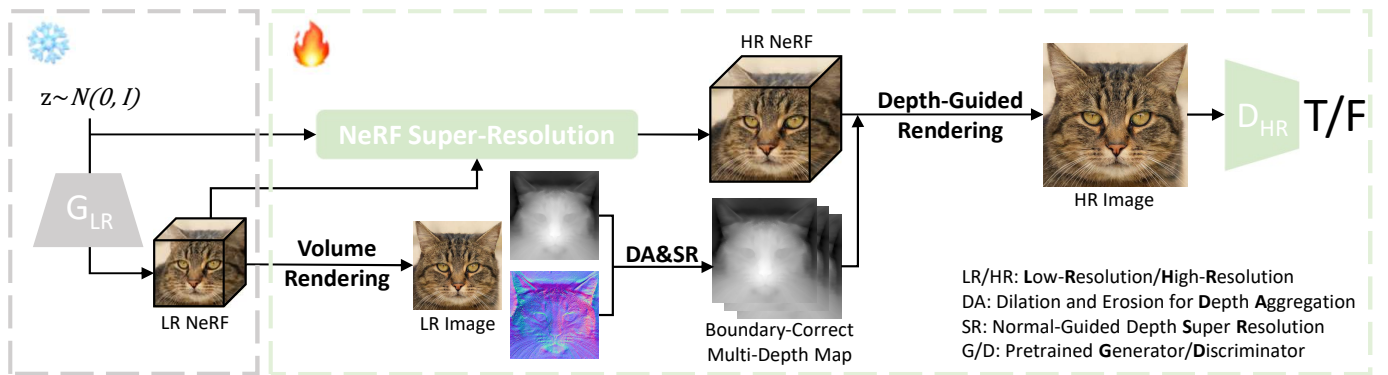 z~ N(0, I)
G_LR
LR NeRF
NeRF Super-Resolution
Volume
Rendering
LR Image
DA&SR
HR NeRF
Boundary-Correct
Multi-Depth Map
Depth-Guided
Rendering
HR Image
D_HR
T/F
LR/HR: Low-Resolution/High-Resolution
DA: Dilation and Erosion for Depth Aggregation
SR: Normal-Guided Depth Super Resolution
G/D: Pretrained Generator/Discriminator